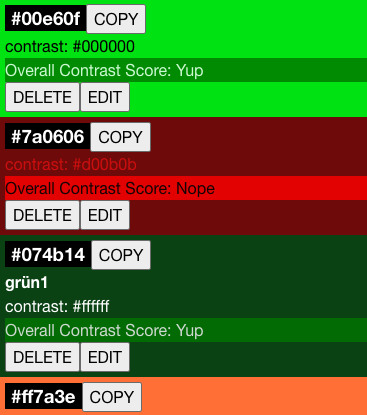 #00e60f COPY
contrast: #000000
Overall Contrast Score: Yup
DELETE EDIT
#7a0606 COPY
contrast: #d00b0b
Overall Contrast Score: Nope
DELETE EDIT
#074b14 COPY
grün1
contrast: #ffffff
Overall Contrast Score: Yup
DELETE EDIT
#ff7a3e COPY